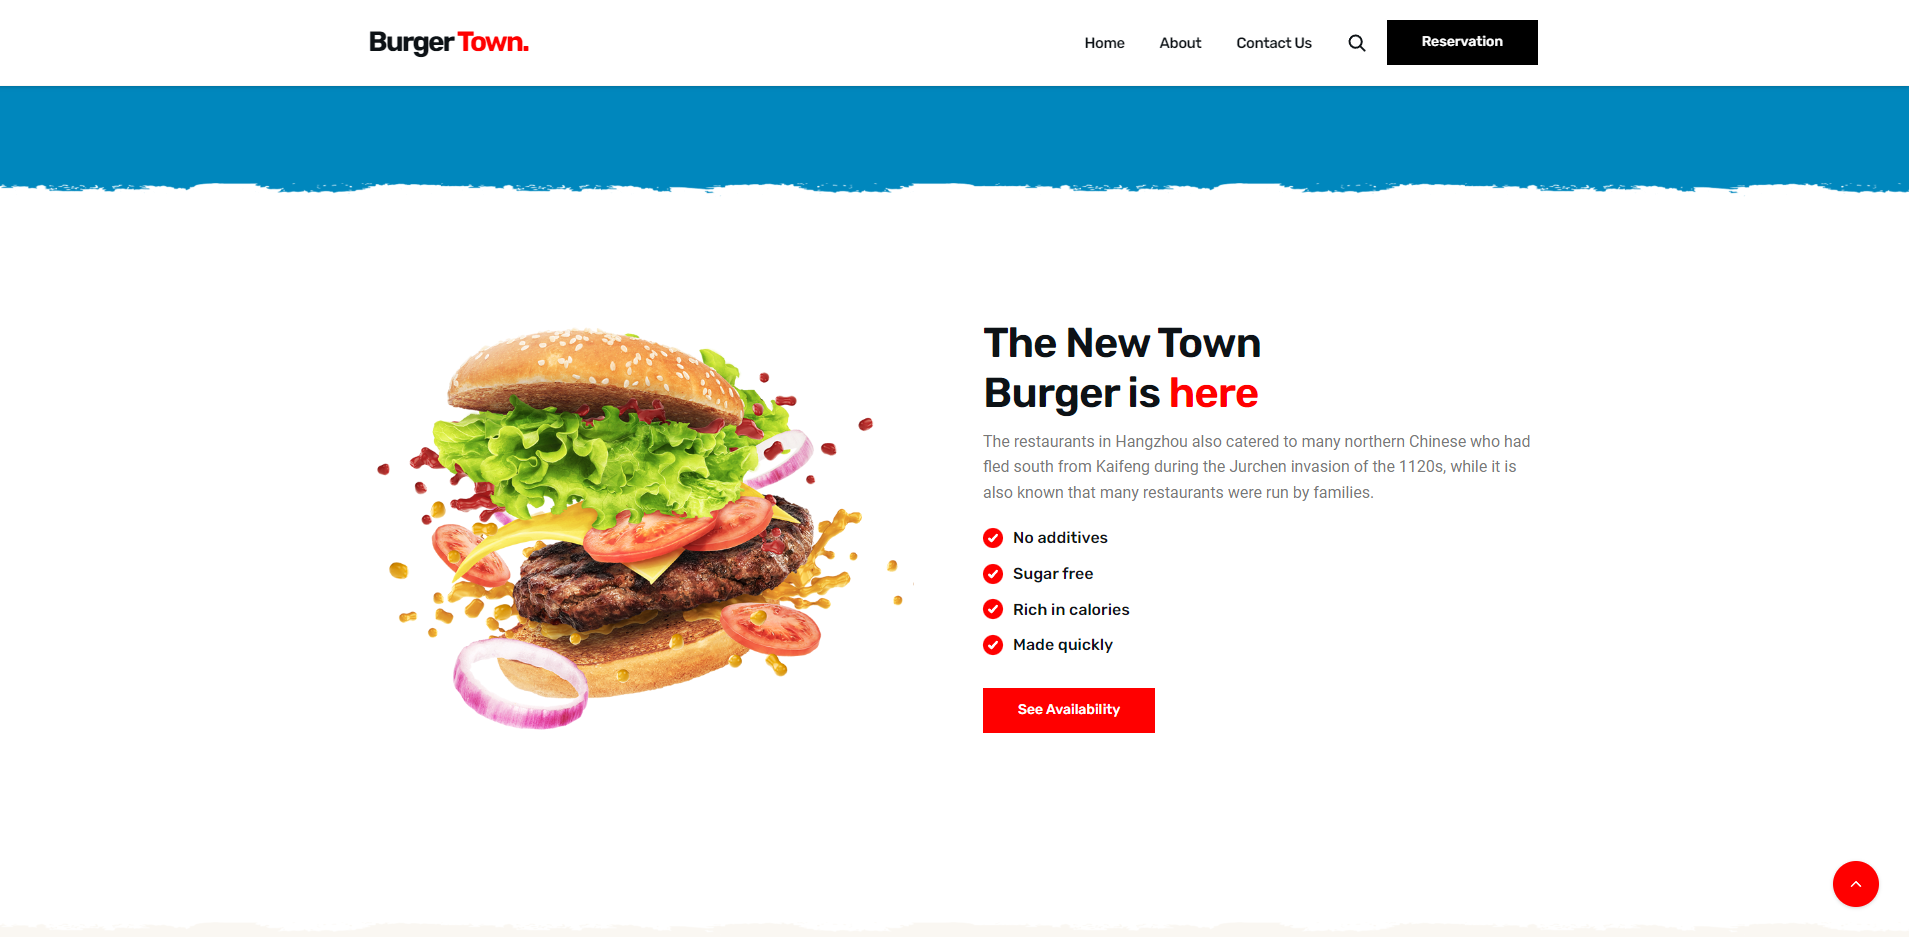 Burger Town.
Home
About
Contact Us
Reservation
The New Town
Burger is here
The restaurants in Hangzhou also catered to many northern Chinese who had
fled south from Kaifeng during the Jurchen invasion of the 1120s, while it is
also known that many restaurants were run by families.
No additives
Sugar free
Rich in calories
Made quickly
See Availability